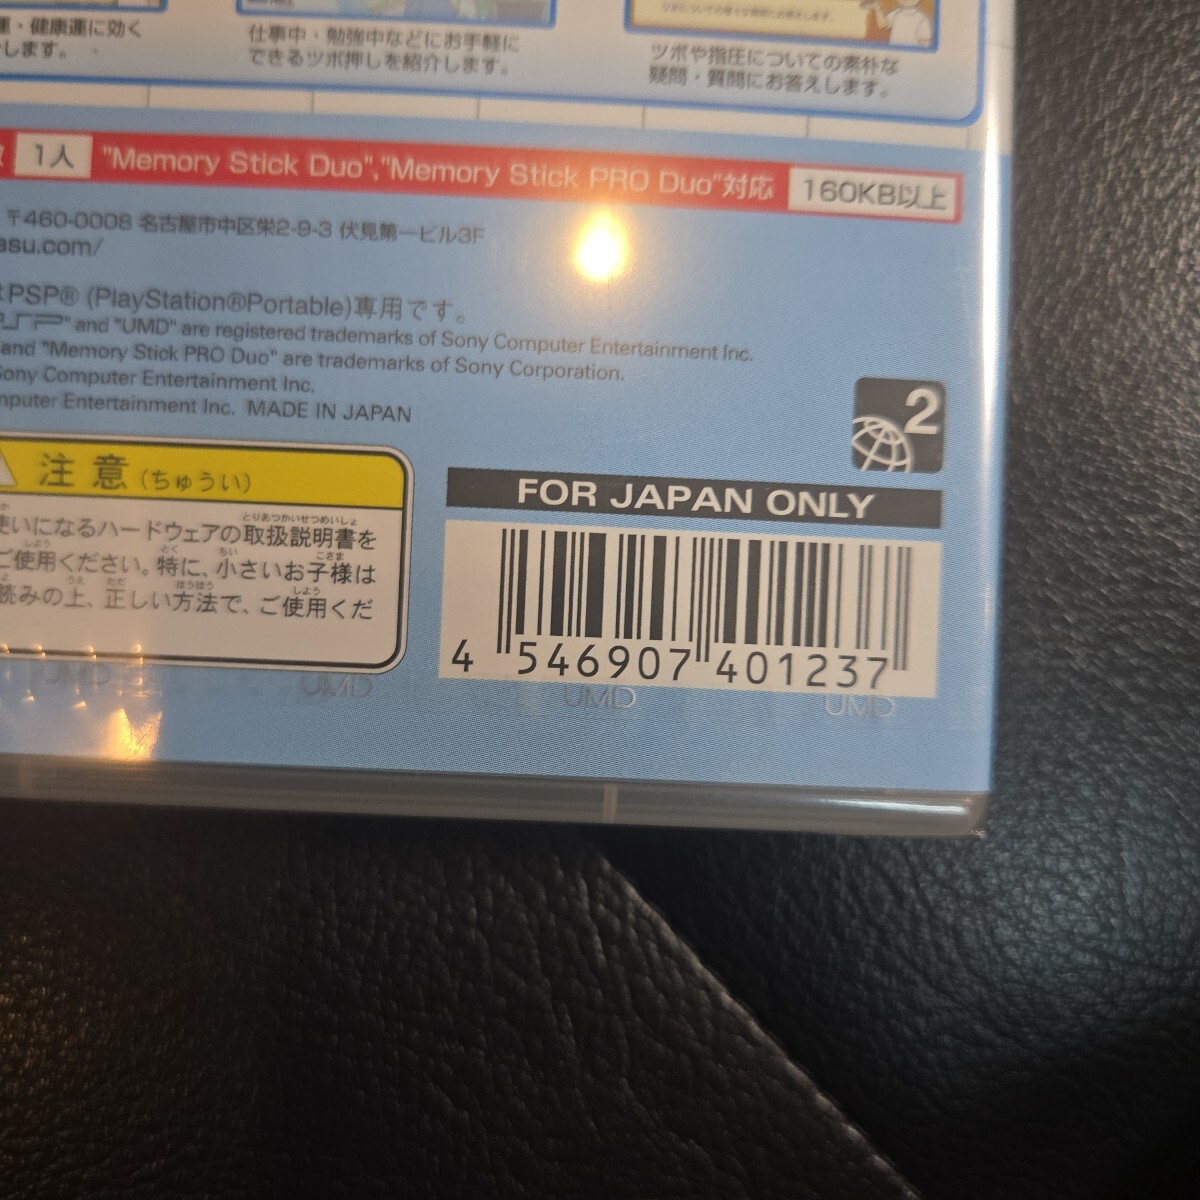 運・健康運に効く
します。
仕事中・勉強中などにお手軽に
できるツボ押しを紹介します。
ツボや指圧についての素朴な
疑問・質問にお答えします。
数 1人 "Memory Stick Duo","Memory Stick PRO Duo"対応 160KB以上
〒460-0008 名古屋市中区栄2-9-3 伏見第一ビル3F
asu.com/
はPSP® (PlayStation®Portable)専用です。
PSP" and "UMD" are registered trademarks of Sony Computer Entertainment Inc.
and "Memory Stick PRO Duo" are trademarks of Sony Corporation.
Sony Computer Entertainment Inc.
mputer Entertainment Inc. MADE IN JAPAN
2
注意(ちゅうい)
使いになるハードウェアの取扱説明書を
ご使用ください。特に、小さいお子様は
読みの上、正しい方法で、ご使用くだ
FOR JAPAN ONLY
4 546907 401237
UMD UMD UMD UMD